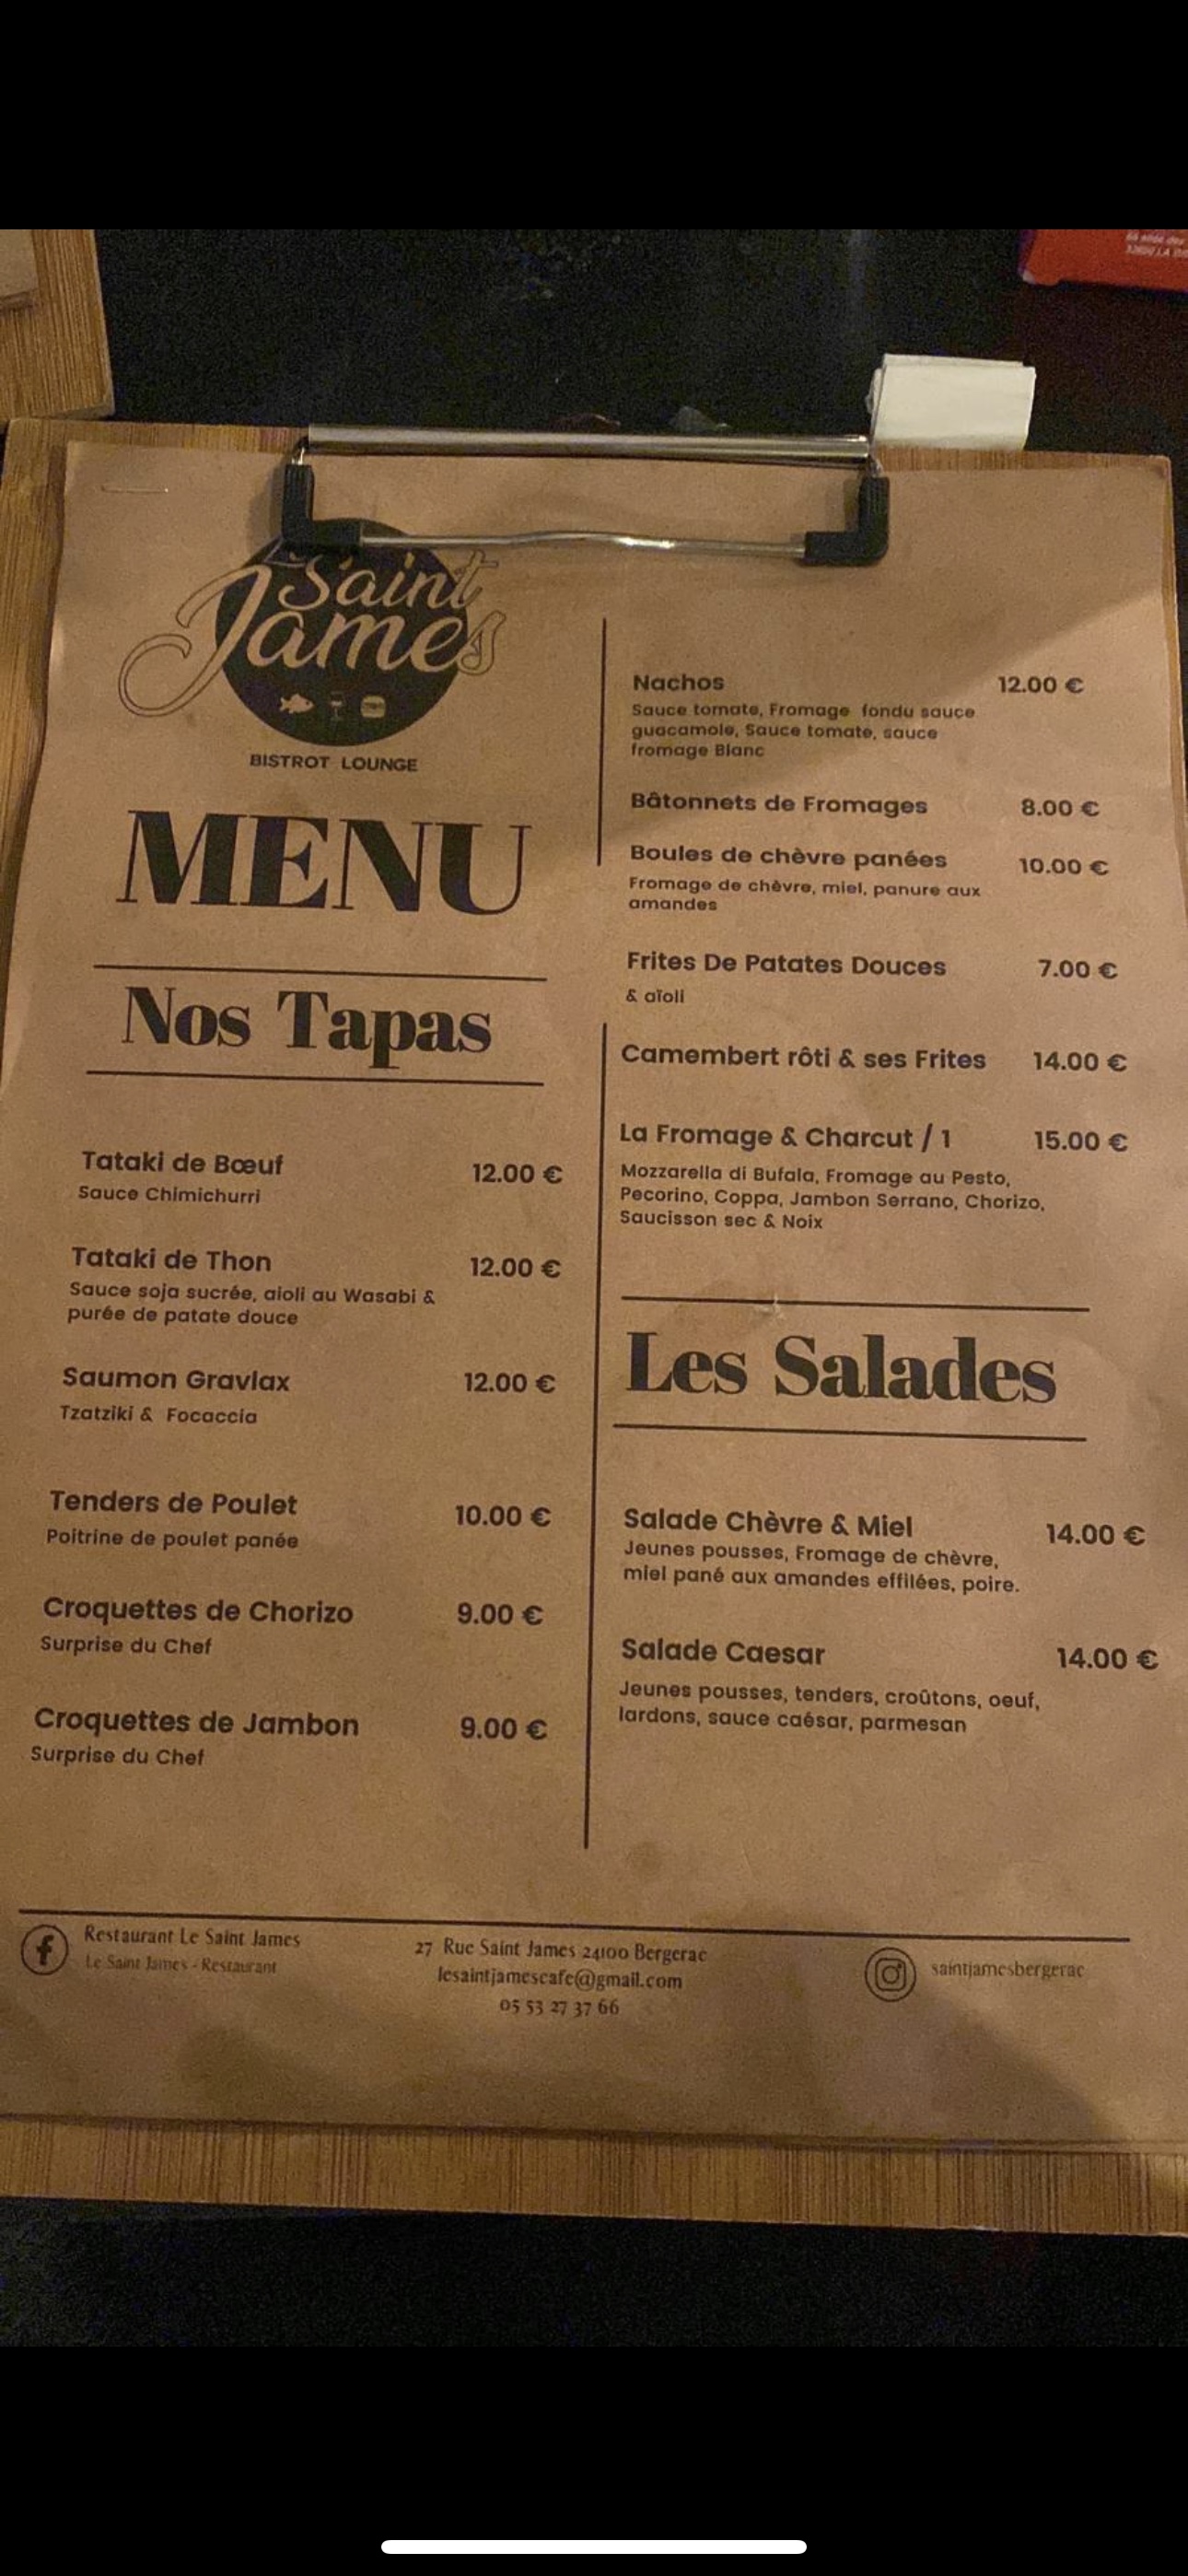 Le Saint
James
BISTROT LOUNGE
MENU
Nos Tapas
Tataki de Bœuf 12.00 €
Sauce Chimichurri
Tataki de Thon 12.00 €
Sauce soja sucrée, aioli au Wasabi &
purée de patate douce
Saumon Gravlax 12.00 €
Tzatziki & Focaccia
Tenders de Poulet 10.00 €
Poitrine de poulet panée
Croquettes de Chorizo 9.00 €
Surprise du Chef
Croquettes de Jambon 9.00 €
Surprise du Chef
Nachos 12.00 €
Sauce tomate, Fromage fondu sauce
guacamole, Sauce tomate, sauce
fromage Blanc
Bâtonnets de Fromages 8.00 €
Boules de chèvre panées 10.00 €
Fromage de chèvre, miel, panure aux
amandes
Frites De Patates Douces 7.00 €
& aïoli
Camembert rôti & ses Frites 14.00 €
La Fromage & Charcut / 1 15.00 €
Mozzarella di Bufala, Fromage au Pesto,
Pecorino, Coppa, Jambon Serrano, Chorizo,
Saucisson sec & Noix
Les Salades
Salade Chèvre & Miel 14.00 €
Jeunes pousses, Fromage de chèvre,
miel pané aux amandes effilées, poire.
Salade Caesar 14.00 €
Jeunes pousses, tenders, croûtons, oeuf,
lardons, sauce caésar, parmesan
Restaurant Le Saint James
Le Saint James - Restaurant
27 Rue Saint James 24100 Bergerac
lesaintjamescafe@gmail.com
05 53 27 37 66
saintjamesbergerac